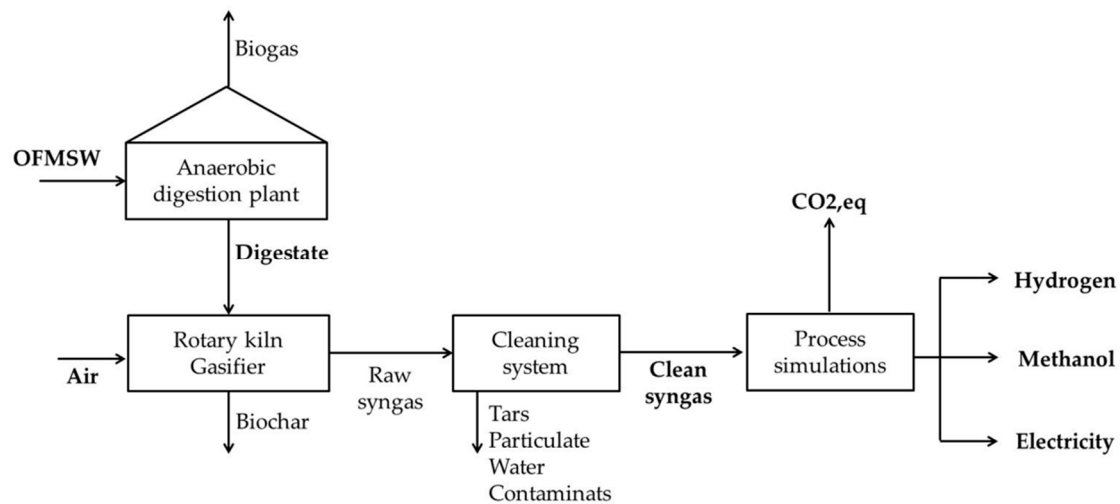 Biogas
OFMSW
Anaerobic
digestion plant
Digestate
CO2,eq
Air
Rotary kiln
Gasifier
Biochar
Raw
syngas
Cleaning
system
Tars
Particulate
Water
Contaminats
Clean
syngas
Process
simulations
Hydrogen
Methanol
Electricity